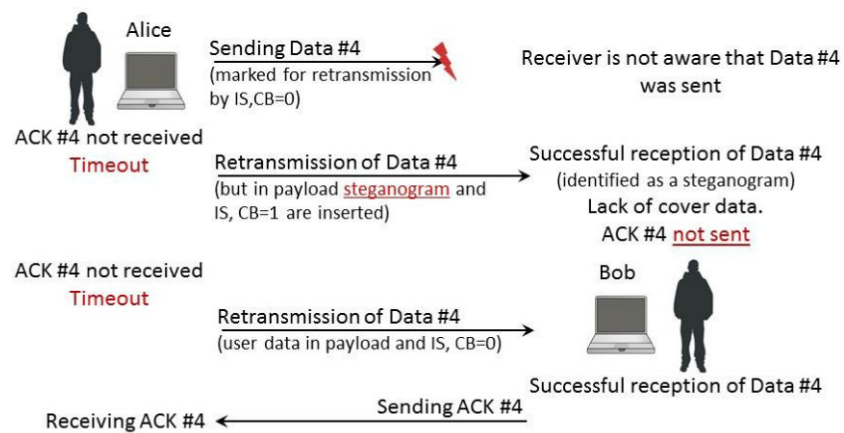 Alice
Sending Data #4
(marked for retransmission
by IS,CB=0)
Receiver is not aware that Data #4
was sent
ACK #4 not received
Timeout
Retransmission of Data #4
(but in payload steganogram and
IS, CB=1 are inserted)
Successful reception of Data #4
(identified as a steganogram)
Lack of cover data.
ACK #4 not sent
ACK #4 not received
Timeout
Bob
Retransmission of Data #4
(user data in payload and IS, CB=0)
Successful reception of Data #4
Sending ACK #4
Receiving ACK #4